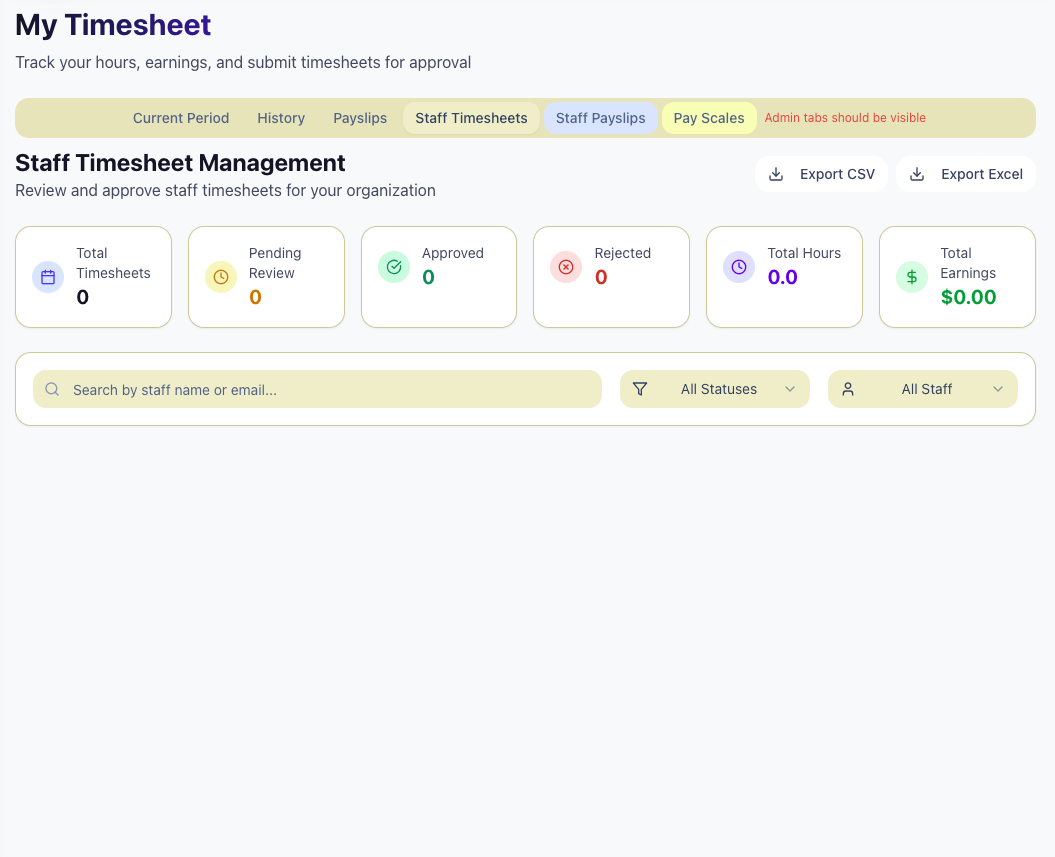 My Timesheet
Track your hours, earnings, and submit timesheets for approval
Current Period History Payslips Staff Timesheets Staff Payslips Pay Scales Admin tabs should be visible
Staff Timesheet Management
Review and approve staff timesheets for your organization
Export CSV Export Excel
Total
Timesheets
0
Pending
Review
0
Approved
0
Rejected
0
Total Hours
0.0
Total
Earnings
$0.00
Search by staff name or email...
All Statuses
All Staff